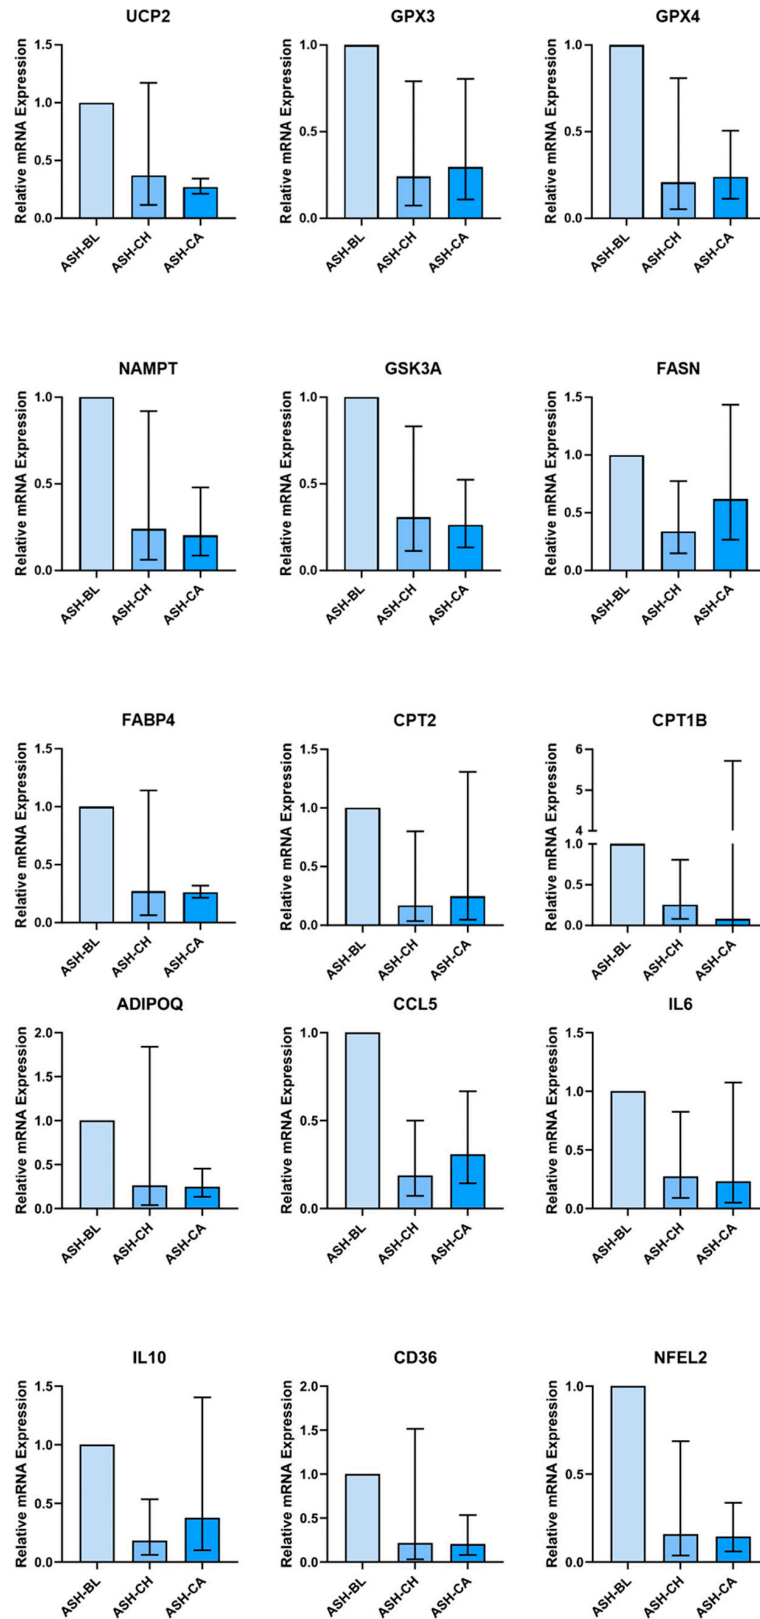 UCP2
Relative mRNA Expression
1.5
1.0
0.5
0.0
ASH-BL
ASH-CH
ASH-CA
GPX3
Relative mRNA Expression
1.0
0.5
0.0
ASH-BL
ASH-CH
ASH-CA
GPX4
Relative mRNA Expression
1.0
0.5
0.0
ASH-BL
ASH-CH
ASH-CA
NAMPT
Relative mRNA Expression
1.0
0.5
0.0
ASH-BL
ASH-CH
ASH-CA
GSK3A
Relative mRNA Expression
1.0
0.5
0.0
ASH-BL
ASH-CH
ASH-CA
FASN
Relative mRNA Expression
1.5
1.0
0.5
0.0
ASH-BL
ASH-CH
ASH-CA
FABP4
Relative mRNA Expression
1.5
1.0
0.5
0.0
ASH-BL
ASH-CH
ASH-CA
CPT2
Relative mRNA Expression
1.5
1.0
0.5
0.0
ASH-BL
ASH-CH
ASH-CA
CPT1B
Relative mRNA Expression
6
5
4
1.0
0.5
0.0
ASH-BL
ASH-CH
ASH-CA
ADIPOQ
Relative mRNA Expression
2.0
1.5
1.0
0.5
0.0
ASH-BL
ASH-CH
ASH-CA
CCL5
Relative mRNA Expression
1.0
0.5
0.0
ASH-BL
ASH-CH
ASH-CA
IL6
Relative mRNA Expression
1.5
1.0
0.5
0.0
ASH-BL
ASH-CH
ASH-CA
IL10
Relative mRNA Expression
1.5
1.0
0.5
0.0
ASH-BL
ASH-CH
ASH-CA
CD36
Relative mRNA Expression
2.0
1.5
1.0
0.5
0.0
ASH-BL
ASH-CH
ASH-CA
NFEL2
Relative mRNA Expression
1.0
0.5
0.0
ASH-BL
ASH-CH
ASH-CA